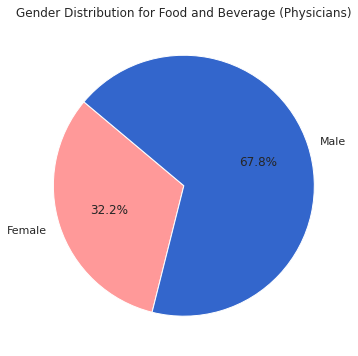 Gender Distribution for Food and Beverage (Physicians)
Male
67.8%
32.2%
Female